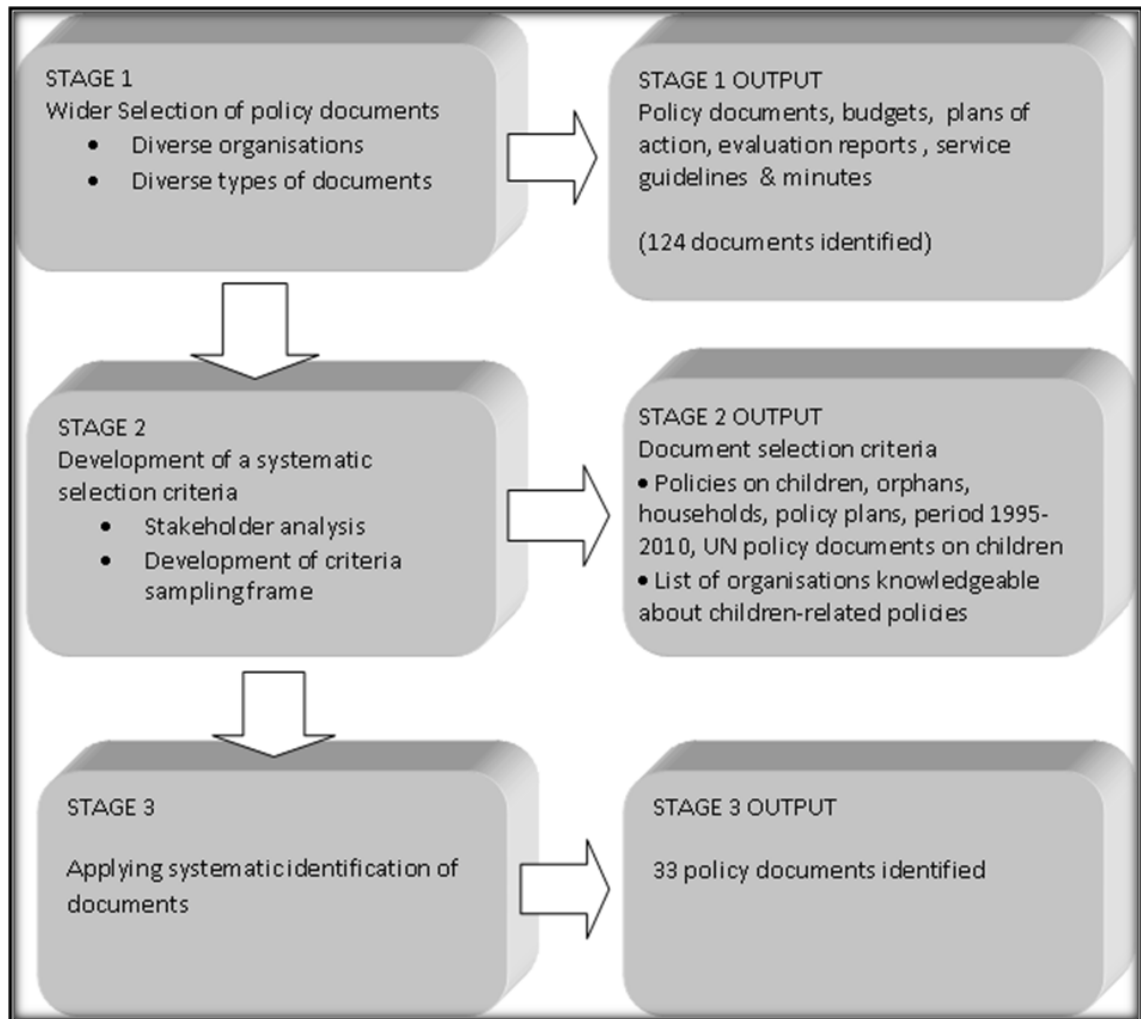 STAGE 1
Wider Selection of policy documents
• Diverse organisations
• Diverse types of documents
STAGE 1 OUTPUT
Policy documents, budgets, plans of
action, evaluation reports , service
guidelines & minutes
(124 documents identified)
STAGE 2
Development of a systematic
selection criteria
• Stakeholder analysis
• Development of criteria
sampling frame
STAGE 2 OUTPUT
Document selection criteria
• Policies on children, orphans,
households, policy plans, period 1995-
2010, UN policy documents on children
• List of organisations knowledgeable
about children-related policies
STAGE 3
Applying systematic identification of
documents
STAGE 3 OUTPUT
33 policy documents identified